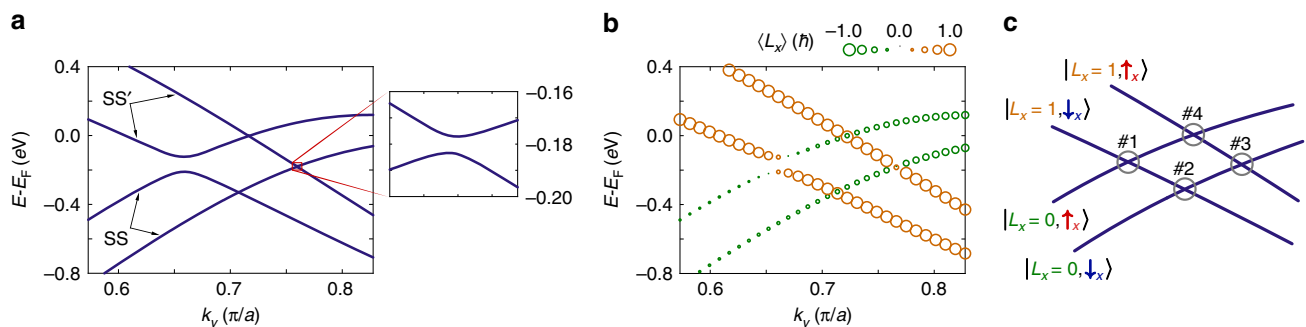 a
0.4
0.0
−0.4
−0.8
E-E_F (eV)
SS′
SS
0.6
0.7
0.8
k_y (π/a)
−0.16
−0.18
−0.20
b
⟨L_x⟩ (ħ)
−1.0
0.0
1.0
0.4
0.0
−0.4
−0.8
E-E_F (eV)
0.6
0.7
0.8
k_y (π/a)
c
|L_x = 1,↑_x⟩
|L_x = 1,↓_x⟩
#4
#1
#3
#2
|L_x = 0,↑_x⟩
|L_x = 0,↓_x⟩